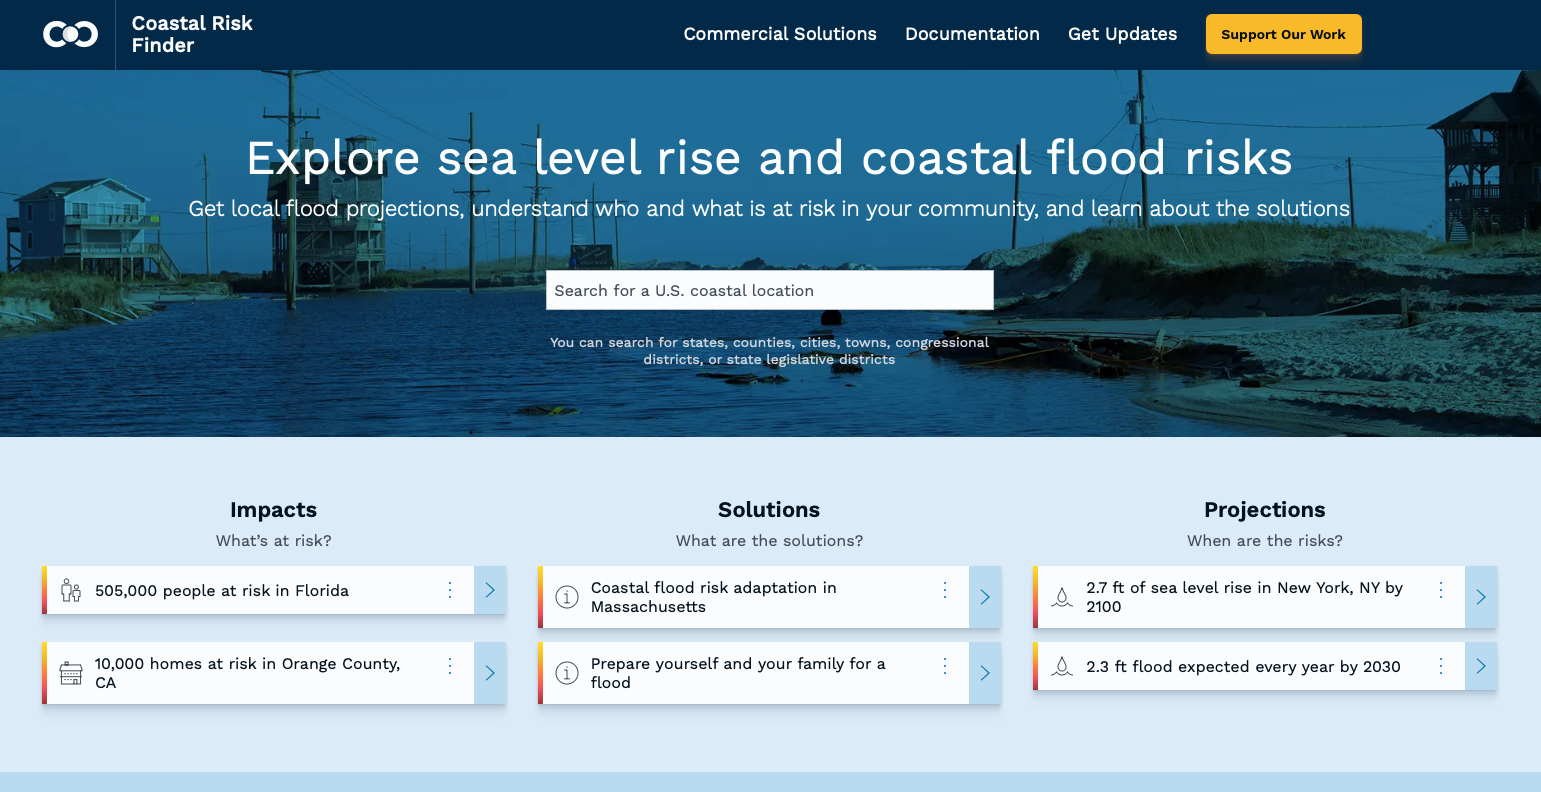 Coastal Risk
Finder
Commercial Solutions
Documentation
Get Updates
Support Our Work
Explore sea level rise and coastal flood risks
Get local flood projections, understand who and what is at risk in your community, and learn about the solutions
Search for a U.S. coastal location
You can search for states, counties, cities, towns, congressional
districts, or state legislative districts
Impacts
What’s at risk?
505,000 people at risk in Florida
10,000 homes at risk in Orange County,
CA
Solutions
What are the solutions?
Coastal flood risk adaptation in
Massachusetts
Prepare yourself and your family for a
flood
Projections
When are the risks?
2.7 ft of sea level rise in New York, NY by
2100
2.3 ft flood expected every year by 2030